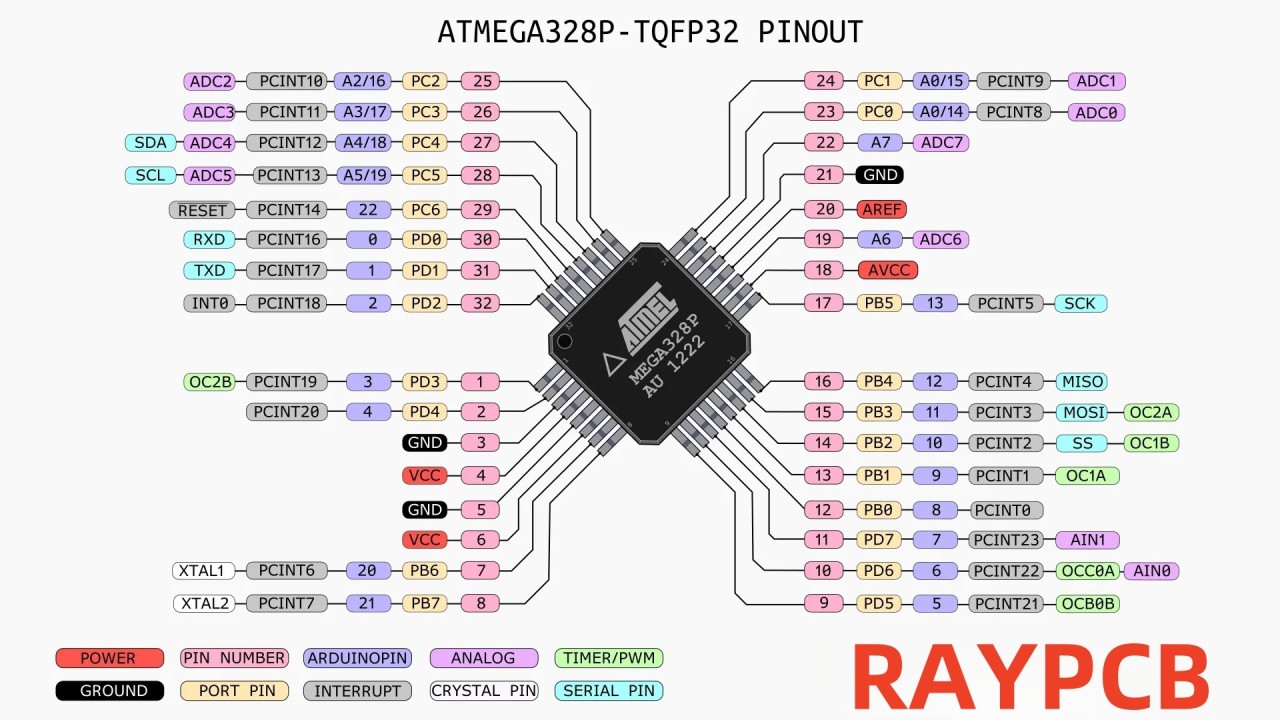 ATMEGA328P-TQFP32 PINOUT
ADC2 PCINT10 A2/16 PC2 25
24 PC1 A0/15 PCINT9 ADC1
ADC3 PCINT11 A3/17 PC3 26
23 PC0 A0/14 PCINT8 ADC0
SDA ADC4 PCINT12 A4/18 PC4 27
22 A7 ADC7
SCL ADC5 PCINT13 A5/19 PC5 28
21 GND
RESET PCINT14 22 PC6 29
20 AREF
RXD PCINT16 0 PD0 30
19 A6 ADC6
TXD PCINT17 1 PD1 31
18 AVCC
INT0 PCINT18 2 PD2 32
17 PB5 13 PCINT5 SCK
25
24
32
17
ATMEL
MEGA328P
AU 1222
1
16
8
9
OC2B PCINT19 3 PD3 1
16 PB4 12 PCINT4 MISO
PCINT20 4 PD4 2
15 PB3 11 PCINT3 MOSI OC2A
GND 3
14 PB2 10 PCINT2 SS OC1B
VCC 4
13 PB1 9 PCINT1 OC1A
GND 5
12 PB0 8 PCINT0
VCC 6
11 PD7 7 PCINT23 AIN1
XTAL1 PCINT6 20 PB6 7
10 PD6 6 PCINT22 OCC0A AIN0
XTAL2 PCINT7 21 PB7 8
9 PD5 5 PCINT21 OCB0B
POWER PIN NUMBER ARDUINOPIN ANALOG TIMER/PWM
GROUND PORT PIN INTERRUPT CRYSTAL PIN SERIAL PIN
RAYPCB